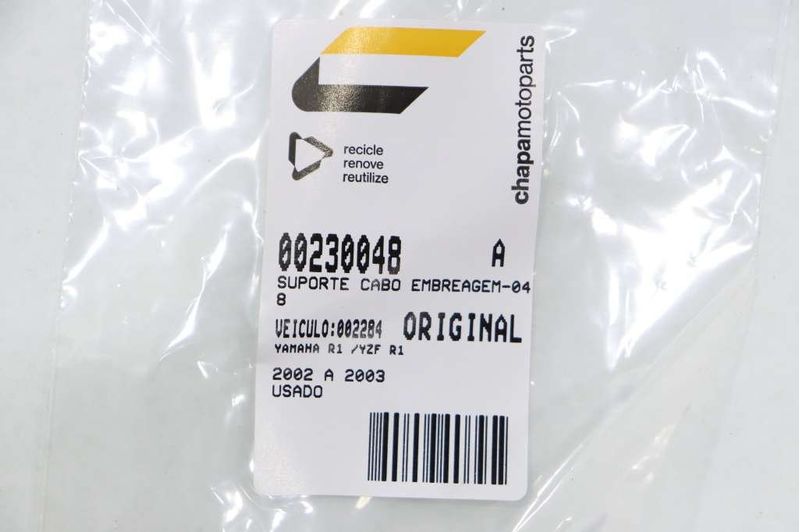 chapamotoparts
recicle
renove
reutilize
00230048 A
SUPORTE CABO EMBREAGEM-04
8
VEICULO:002284 ORIGINAL
YAMAHA R1 /YZF R1
2002 A 2003
USADO